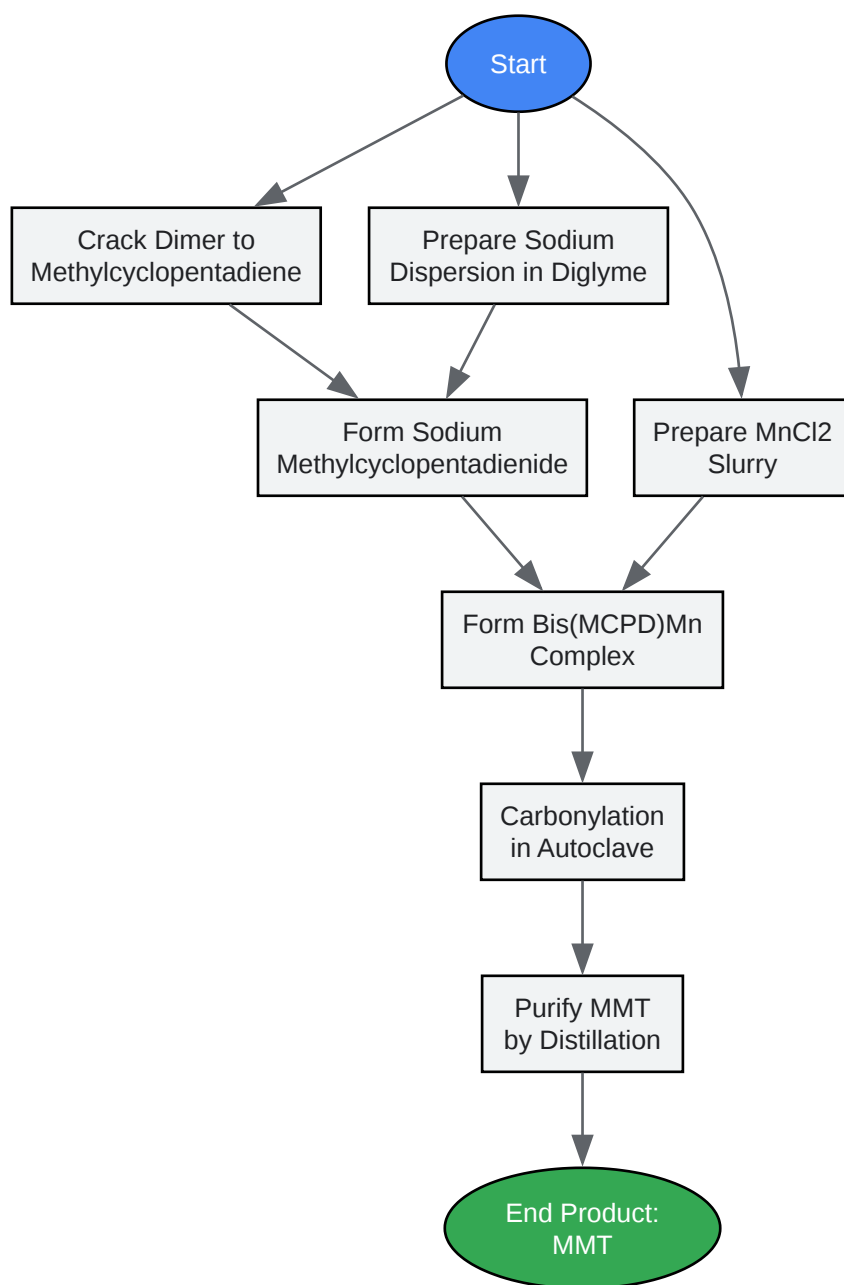 Start
Crack Dimer to
Methylcyclopentadiene
Prepare Sodium
Dispersion in Diglyme
Form Sodium
Methylcyclopentadienide
Prepare MnCl2
Slurry
Form Bis(MCPD)Mn
Complex
Carbonylation
in Autoclave
Purify MMT
by Distillation
End Product:
MMT